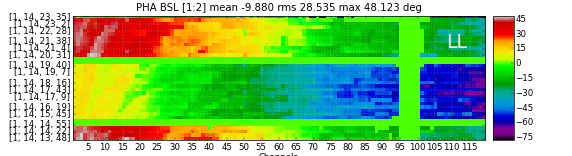 PHA BSL [1:2] mean -9.880 rms 28.535 max 48.123 deg
[1, 14, 23, 35]
[1, 14, 23, 2]
[1, 14, 22, 28]
[1, 14, 21, 38]
[1, 14, 21, 4]
[1, 14, 20, 31]
[1, 14, 19, 40]
[1, 14, 19, 7]
[1, 14, 18, 16]
[1, 14, 17, 43]
[1, 14, 17, 9]
[1, 14, 16, 19]
[1, 14, 15, 45]
[1, 14, 14, 55]
[1, 14, 14, 22]
[1, 14, 13, 48]
LL
45
30
15
0
−15
−30
−45
−60
−75
5 10 15 20 25 30 35 40 45 50 55 60 65 70 75 80 85 90 95 100 105 110 115
Channels